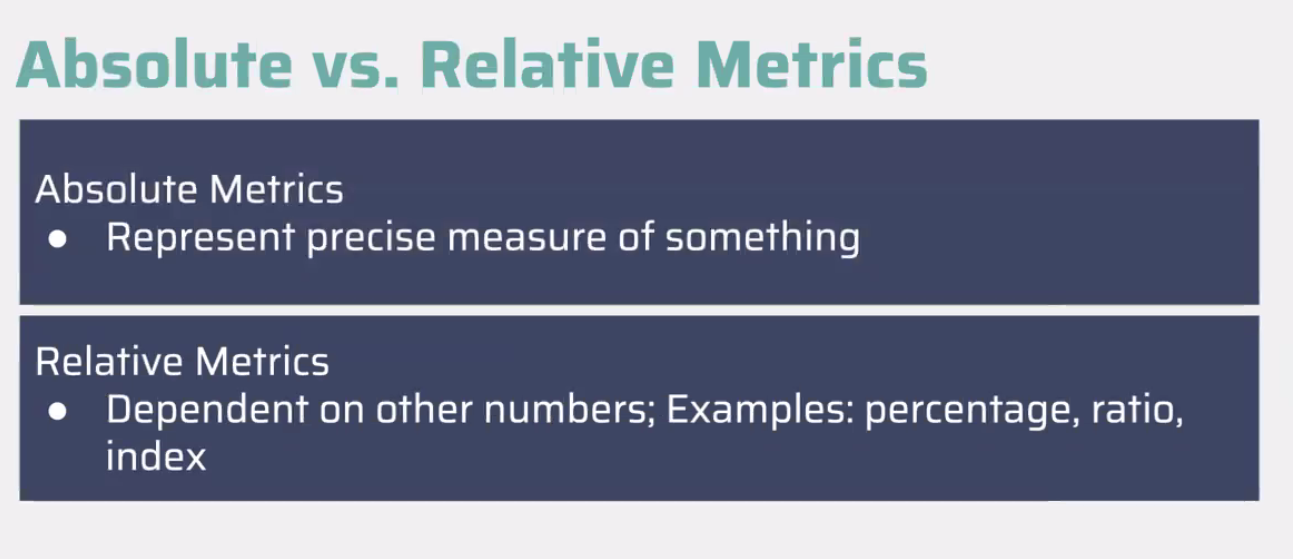 Absolute vs. Relative Metrics
Absolute Metrics
● Represent precise measure of something
Relative Metrics
● Dependent on other numbers; Examples: percentage, ratio,
index